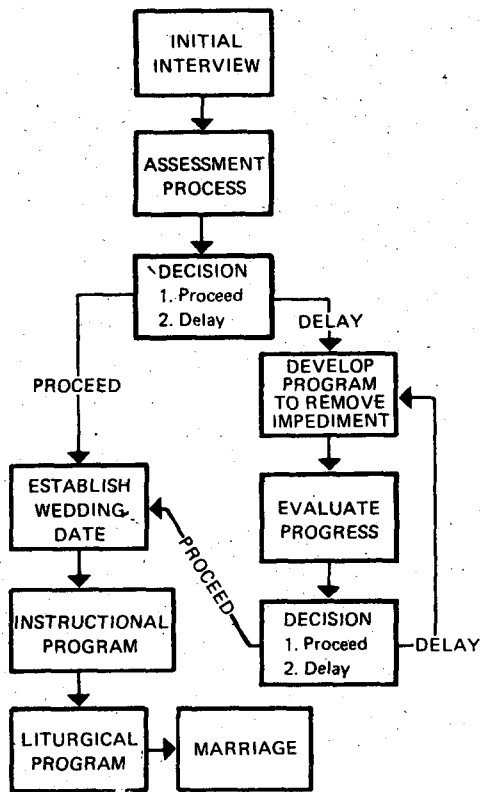 INITIAL
INTERVIEW
ASSESSMENT
PROCESS
DECISION
1. Proceed
2. Delay
DELAY
PROCEED
DEVELOP
PROGRAM
TO REMOVE
IMPEDIMENT
ESTABLISH
WEDDING
DATE
EVALUATE
PROGRESS
PROCEED
DECISION
1. Proceed
2. Delay
DELAY
INSTRUCTIONAL
PROGRAM
LITURGICAL
PROGRAM
MARRIAGE